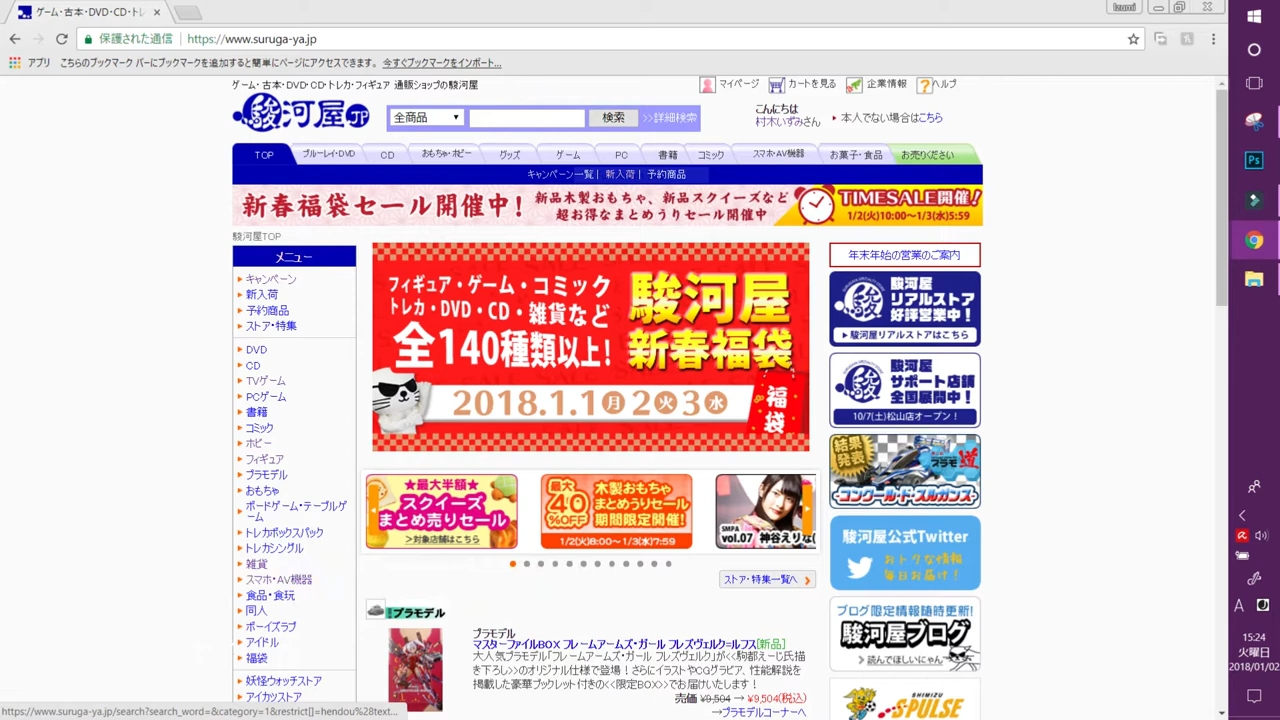 ゲーム・古本・DVD・CD・トレ
Izumi
保護された通信
https://www.suruga-ya.jp
アプリ
こちらのブックマーク バーにブックマークを追加すると簡単にページにアクセスできます。
今すぐブックマークをインポート...
ゲーム・古本・DVD・CD・トレカ・フィギュア 通販ショップの駿河屋
マイページ
カートを見る
企業情報
ヘルプ
駿河屋JP
全商品
検索
>>詳細検索
こんにちは
村木いずみさん
本人でない場合はこちら
TOP
ブルーレイ・DVD
CD
おもちゃ・ホビー
グッズ
ゲーム
PC
書籍
コミック
スマホ・AV機器
お菓子・食品
お売りください
キャンペーン一覧 | 新入荷 | 予約商品
新春福袋セール開催中!
新品木製おもちゃ、新品スクイーズなど
超お得なまとめうりセール開催中
TIMESALE開催!
1/2(火)10:00~1/3(水)5:59
駿河屋TOP
メニュー
キャンペーン
新入荷
予約商品
ストア・特集
DVD
CD
TVゲーム
PCゲーム
書籍
コミック
ホビー
フィギュア
プラモデル
おもちゃ
ボードゲーム・テーブルゲ
ーム
トレカボックス・パック
トレカシングル
雑貨
スマホ・AV機器
食品・食玩
同人
ボーイズラブ
アイドル
福袋
妖怪ウォッチストア
アイカツストア
フィギュア・ゲーム・コミック
トレカ・DVD・CD・雑貨など
全140種類以上!
駿河屋
新春福袋
2018.1.1月2火3水
福袋
★最大半額★
スクイーズ
まとめ売りセール
>対象店舗はこちら
最大
40
%OFF
木製おもちゃ
まとめうりセール
期間限定開催!
1/2(火)8:00~1/3(水)7:59
SMPA
vol.07 神谷えりな(
ストア・特集一覧へ
プラモデル
プラモデル
マスターファイルBOX フレームアームズ・ガール フレズヴェルク=ルフス[新品]
大人気プラモデル「フレームアームズ・ガール フレズヴェルク」が<<駒都えーじ氏描
き下ろし>>のオリジナル仕様で登場!さらにイラストやCGグラビア、性能解説を
掲載した豪華ブックレット付きの<<限定BOX>>でお届けいたします!
売価 ¥9,504 → ¥9,504(税込)
→プラモデルコーナーへ
年末年始の営業のご案内
駿河屋
リアルストア
好評営業中!
駿河屋リアルストアはこちら
駿河屋
サポート店舗
全国展開中!
10/7(土)松山店オープン!
結果
発表
プラモ道
コンクール・ド・スルガンス
駿河屋公式Twitter
おトクな情報
毎日お届け!
ブログ限定情報随時更新!
駿河屋ブログ
>読んでほしいにゃん
SHIMIZU
S-PULSE
https://www.suruga-ya.jp/search?search_word=&category=1&restrict[]=hendou%28text...
Ps
A
15:24
火曜日
2018/01/02